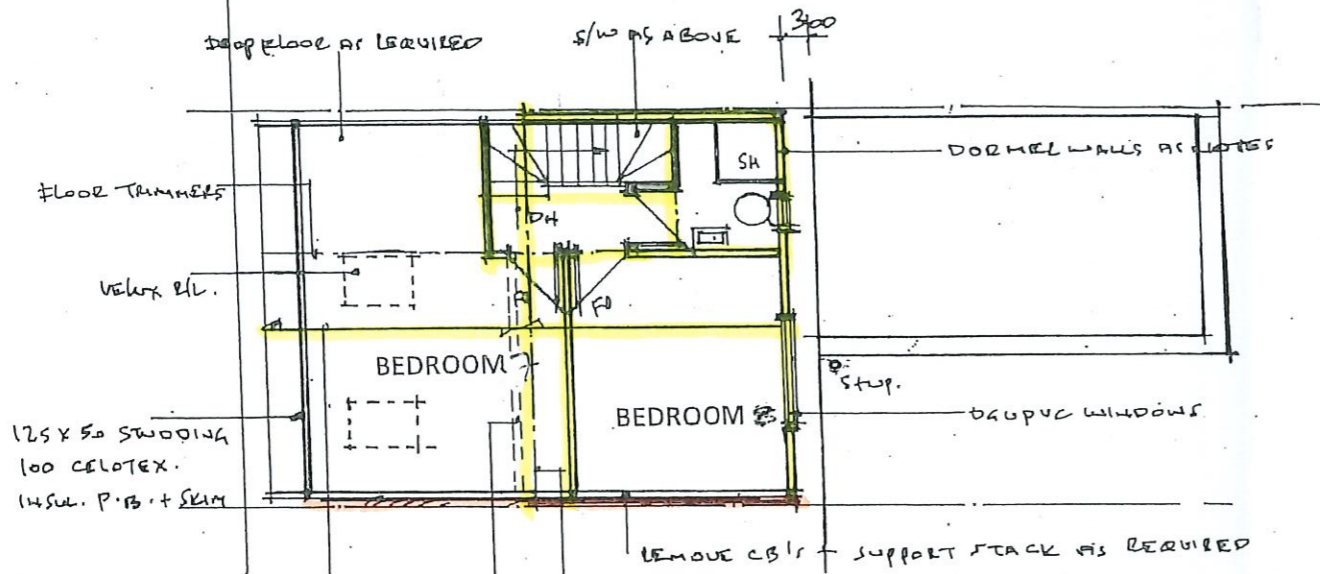 300
DROP FLOOR AS REQUIRED
S/W AS ABOVE
SH
DORMER WALLS AS NOTES
FLOOR TRIMMERS
DH
VELUX R/L.
FD
BEDROOM
BEDROOM
SVP.
DGUPVC WINDOWS
125 X 50 STUDDING
100 CELOTEX.
INSUL. P.B. + SKIM
REMOVE CB'S + SUPPORT STACK AS REQUIRED